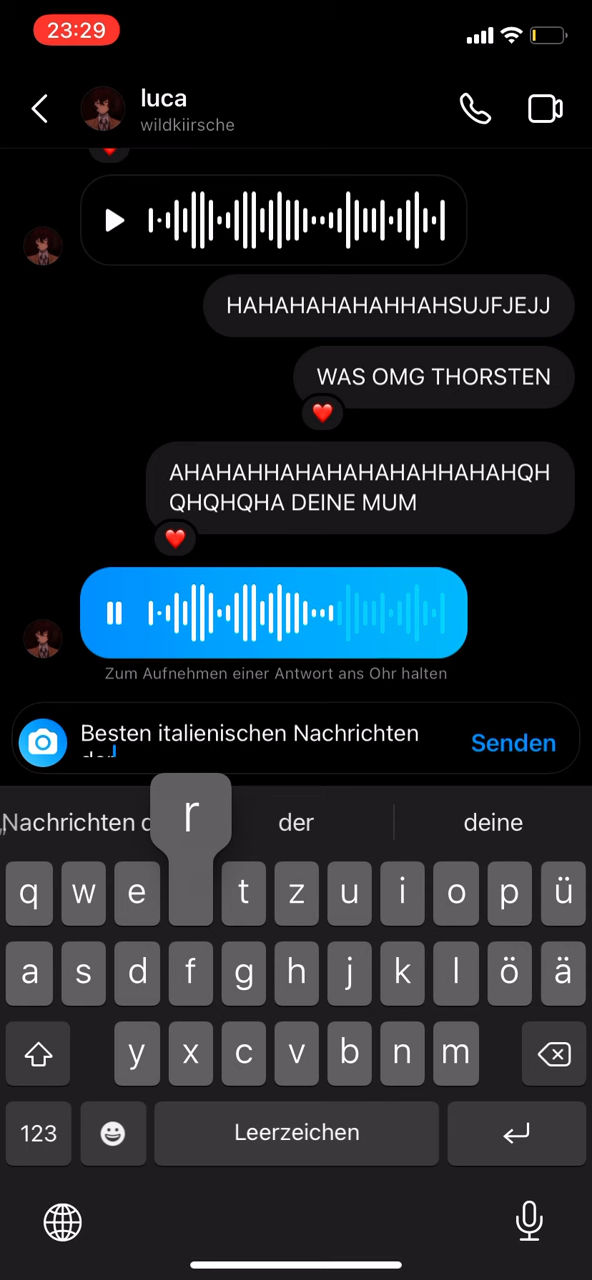 23:29
luca
wildkiirsche
HAHAHAHAHAHHAHSUJFJEJJ
WAS OMG THORSTEN
AHAHAHHAHAHAHAHAHHAHAHQH
QHQHQHA DEINE MUM
Zum Aufnehmen einer Antwort ans Ohr halten
Besten italienischen Nachrichten
der
Senden
„Nachrichten
der
deine
r
q w e t z u i o p ü
a s d f g h j k l ö ä
y x c v b n m
123
Leerzeichen